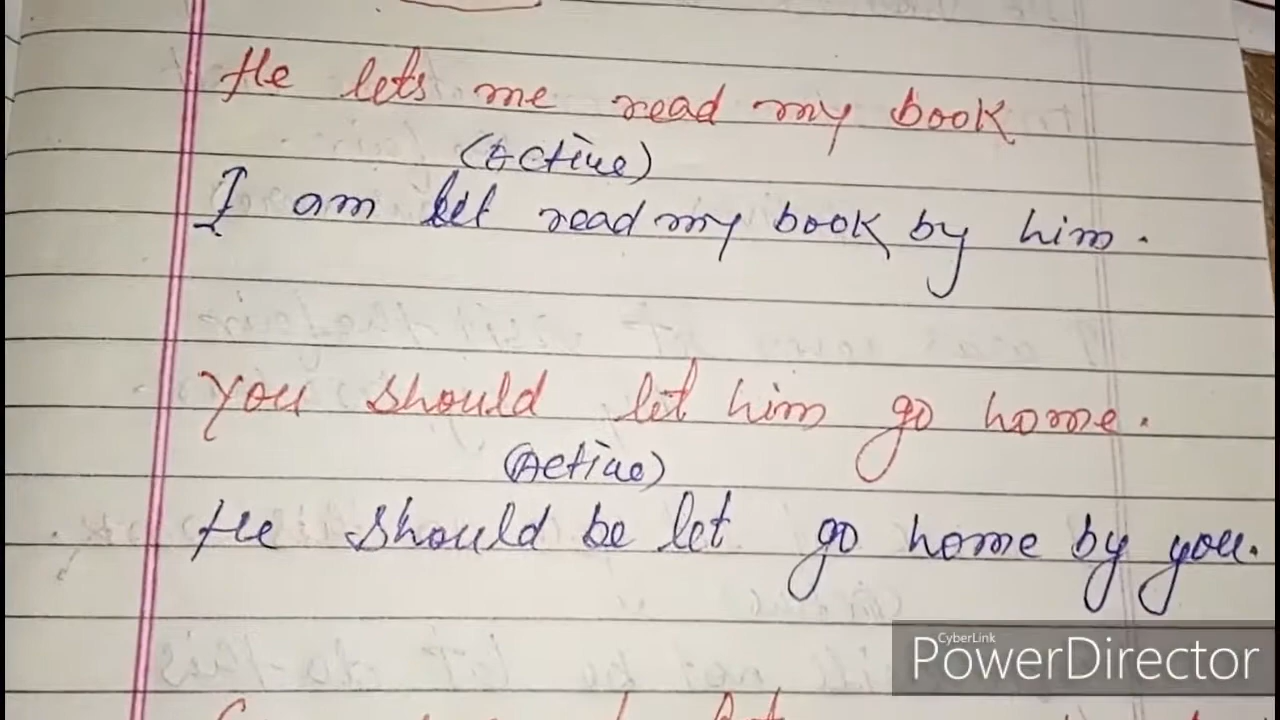 He lets me read my book
(Active)
I am let read my book by him.
You should let him go home.
(Active)
He should be let go home by you.
CyberLink
PowerDirector